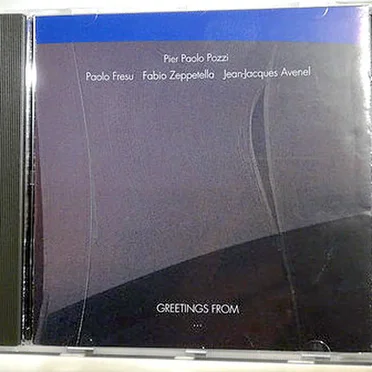 Pier Paolo Pozzi
Paolo Fresu Fabio Zeppetella Jean-Jacques Avenel
GREETINGS FROM
...